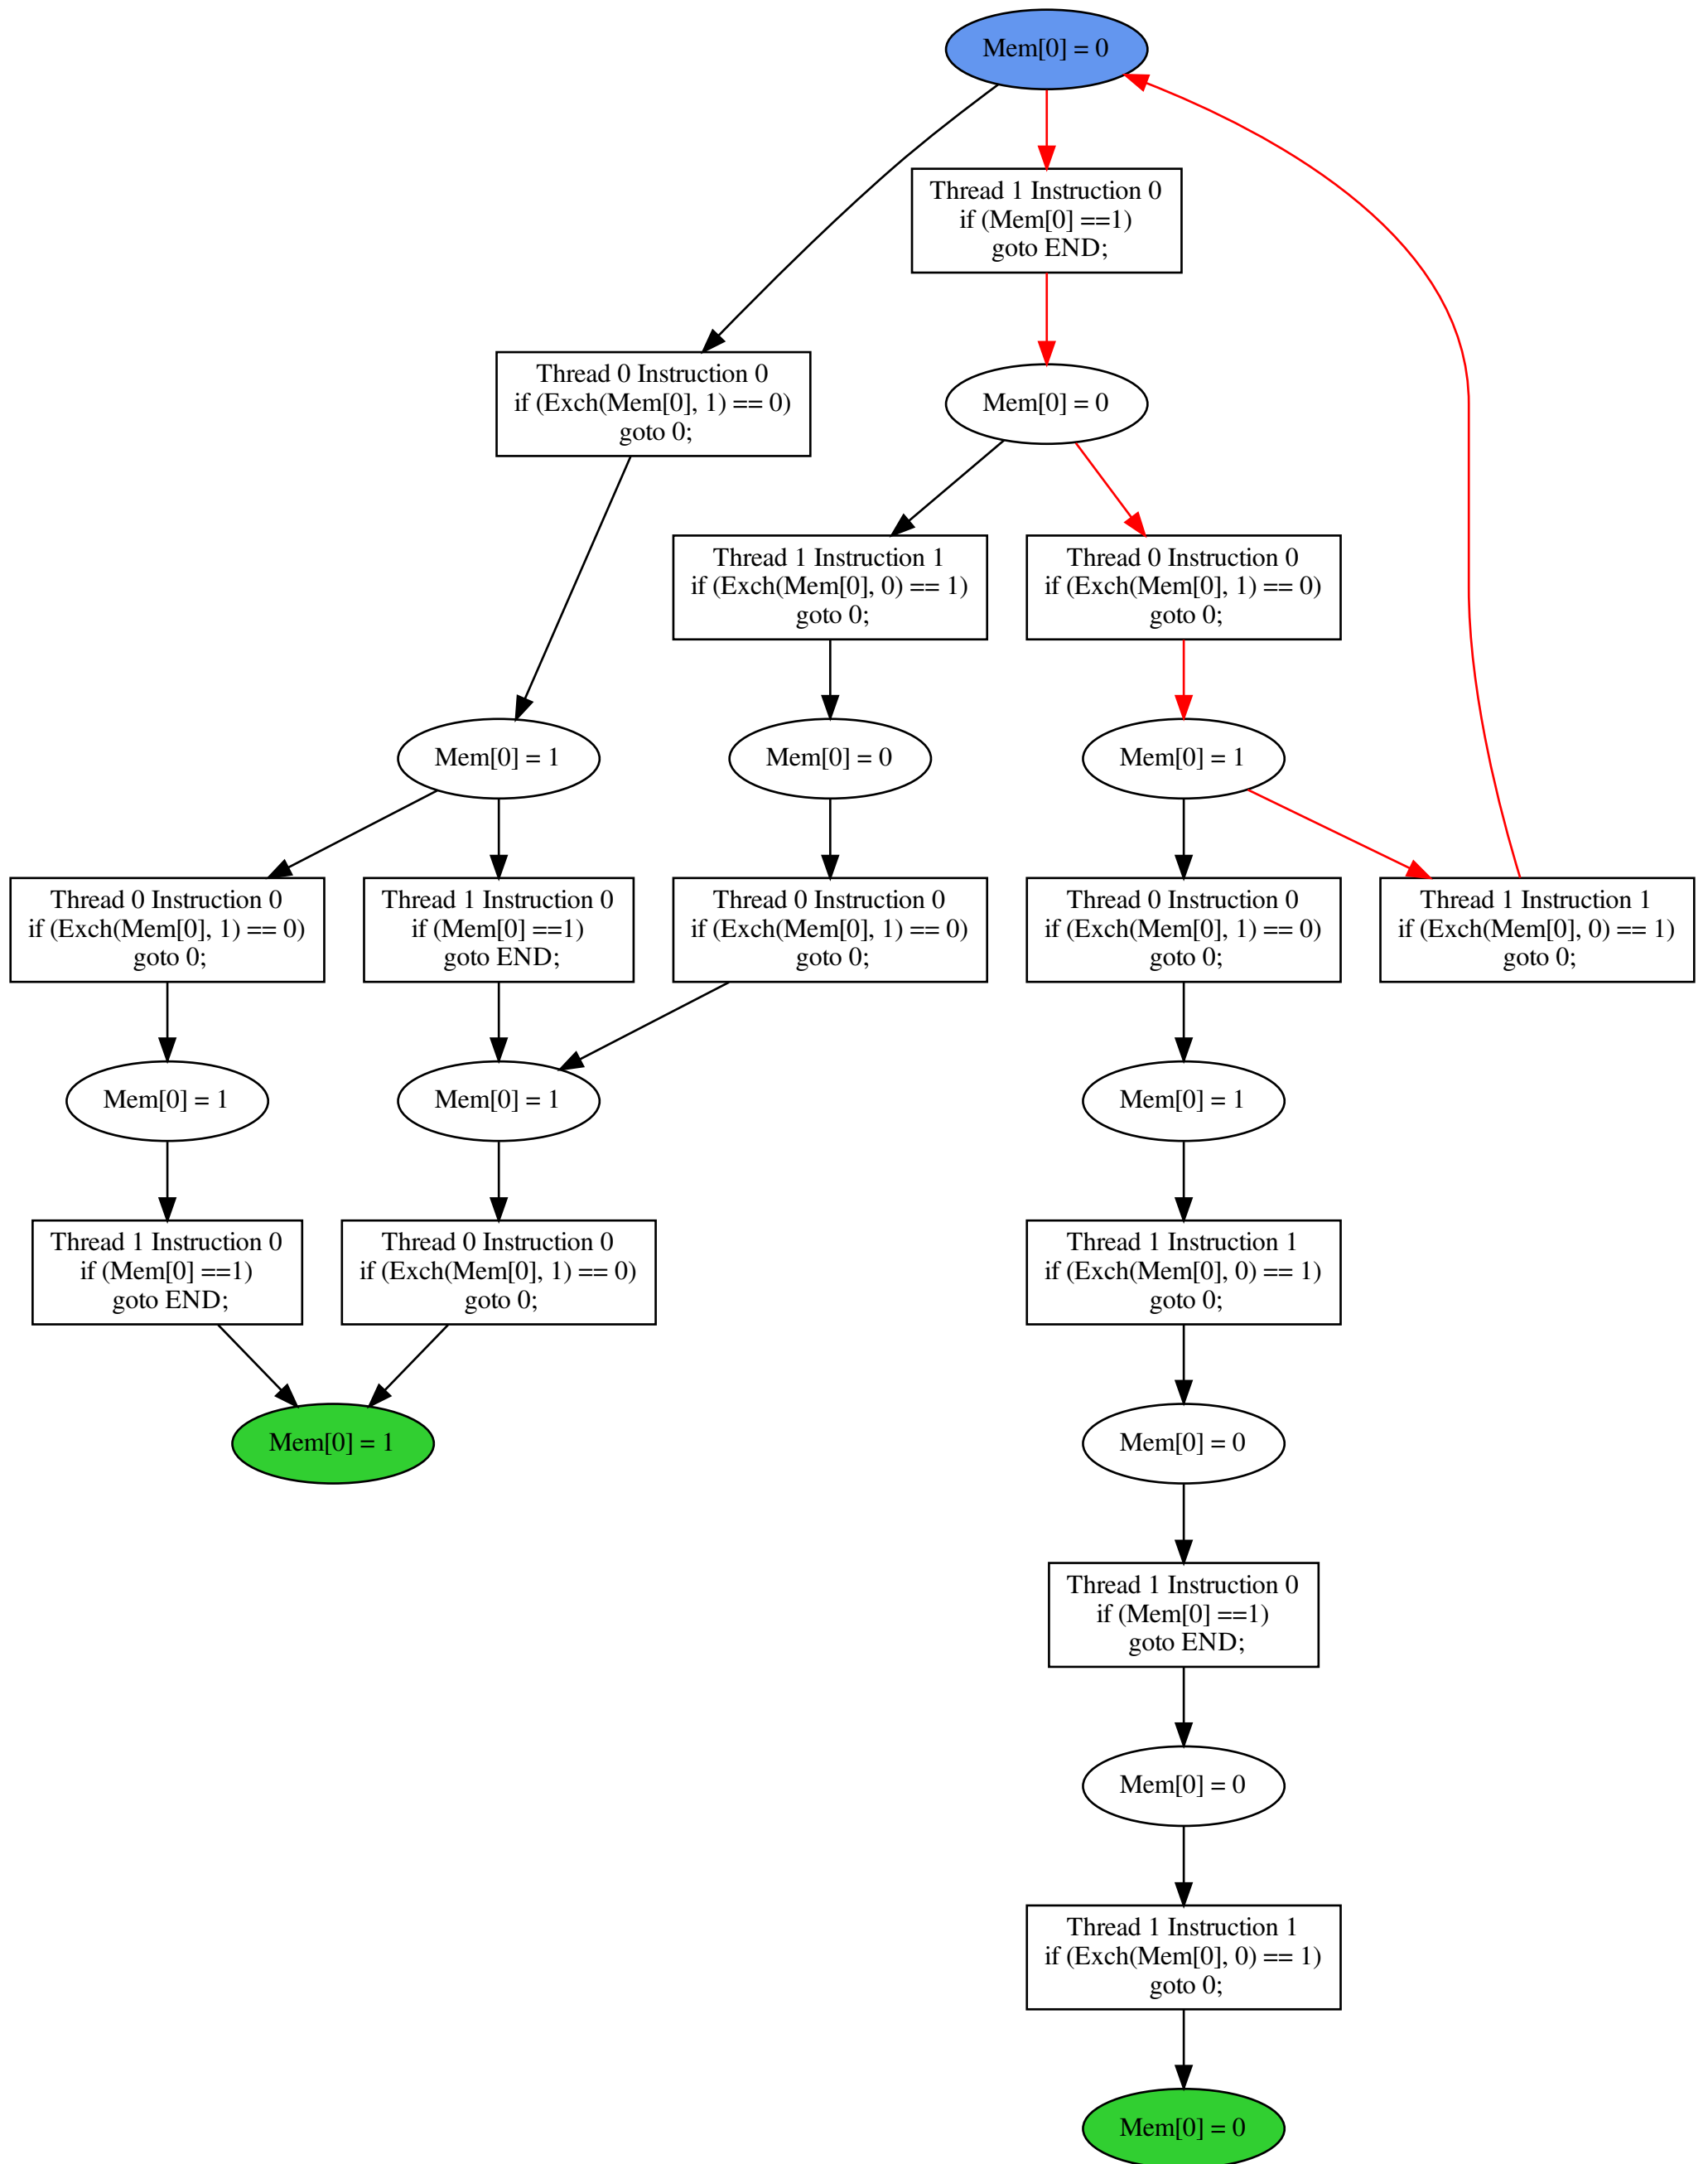 Mem[0] = 0
Thread 1 Instruction 0
if (Mem[0] ==1)
goto END;
Thread 0 Instruction 0
if (Exch(Mem[0], 1) == 0)
goto 0;
Mem[0] = 0
Thread 1 Instruction 1
if (Exch(Mem[0], 0) == 1)
goto 0;
Thread 0 Instruction 0
if (Exch(Mem[0], 1) == 0)
goto 0;
Mem[0] = 1
Mem[0] = 0
Mem[0] = 1
Thread 0 Instruction 0
if (Exch(Mem[0], 1) == 0)
goto 0;
Thread 1 Instruction 0
if (Mem[0] ==1)
goto END;
Thread 0 Instruction 0
if (Exch(Mem[0], 1) == 0)
goto 0;
Thread 0 Instruction 0
if (Exch(Mem[0], 1) == 0)
goto 0;
Thread 1 Instruction 1
if (Exch(Mem[0], 0) == 1)
goto 0;
Mem[0] = 1
Mem[0] = 1
Mem[0] = 1
Thread 1 Instruction 0
if (Mem[0] ==1)
goto END;
Thread 0 Instruction 0
if (Exch(Mem[0], 1) == 0)
goto 0;
Thread 1 Instruction 1
if (Exch(Mem[0], 0) == 1)
goto 0;
Mem[0] = 1
Mem[0] = 0
Thread 1 Instruction 0
if (Mem[0] ==1)
goto END;
Mem[0] = 0
Thread 1 Instruction 1
if (Exch(Mem[0], 0) == 1)
goto 0;
Mem[0] = 0